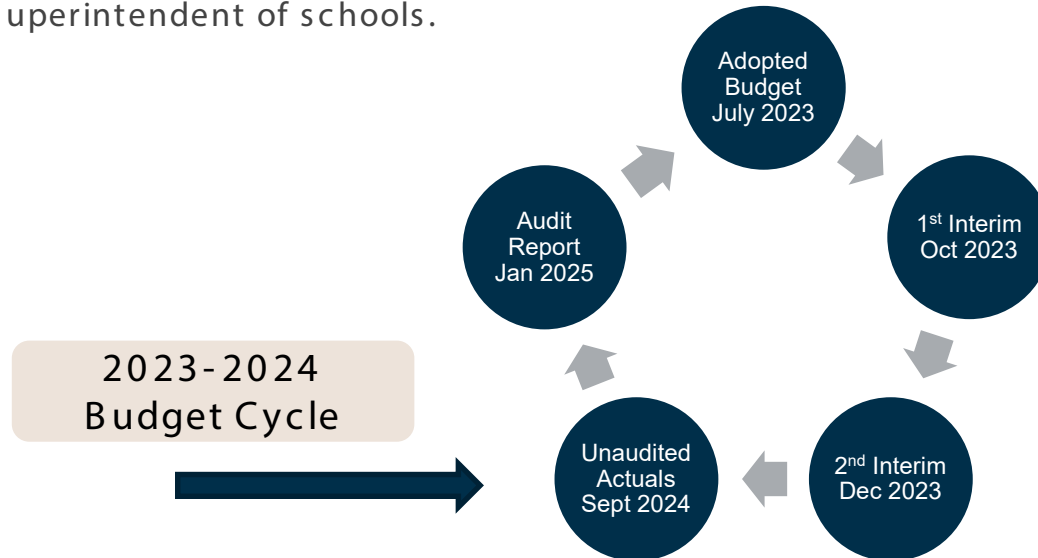 uperintendent of schools.
Adopted
Budget
July 2023
1st Interim
Oct 2023
2nd Interim
Dec 2023
Unaudited
Actuals
Sept 2024
Audit
Report
Jan 2025
2023-2024
Budget Cycle